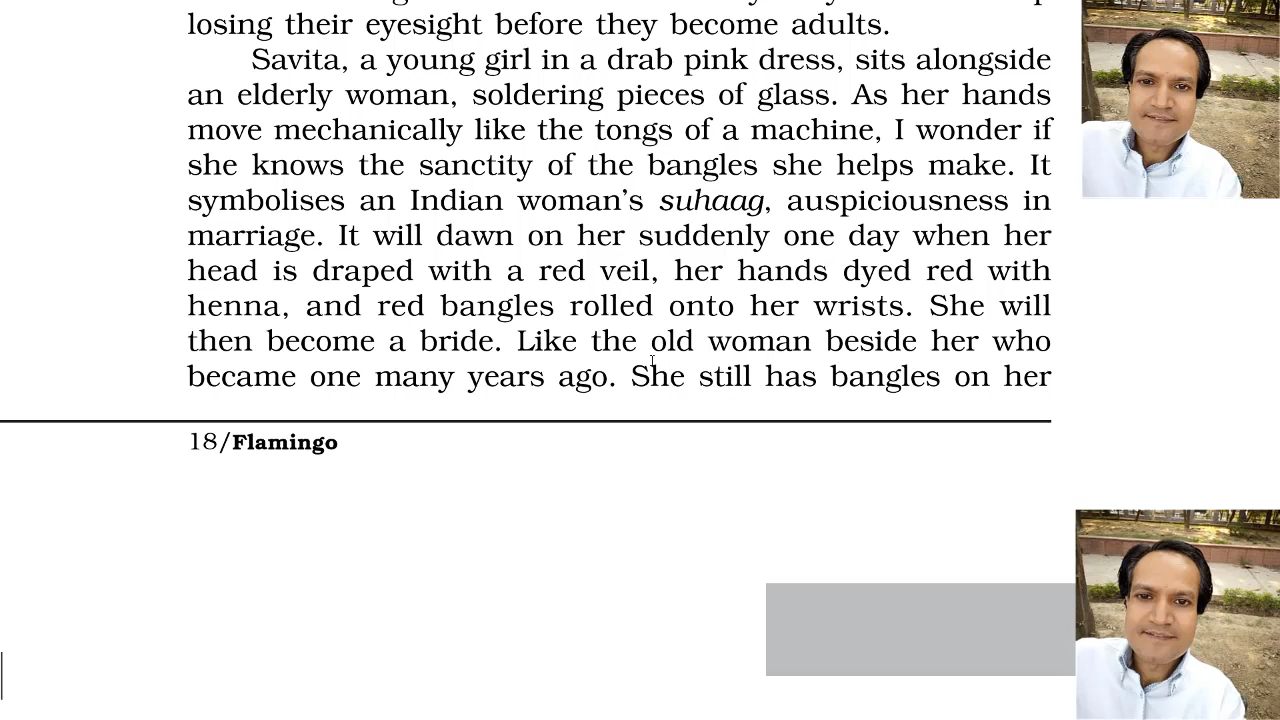 losing their eyesight before they become adults.
Savita, a young girl in a drab pink dress, sits alongside
an elderly woman, soldering pieces of glass. As her hands
move mechanically like the tongs of a machine, I wonder if
she knows the sanctity of the bangles she helps make. It
symbolises an Indian woman’s suhaag, auspiciousness in
marriage. It will dawn on her suddenly one day when her
head is draped with a red veil, her hands dyed red with
henna, and red bangles rolled onto her wrists. She will
then become a bride. Like the old woman beside her who
became one many years ago. She still has bangles on her
18/Flamingo